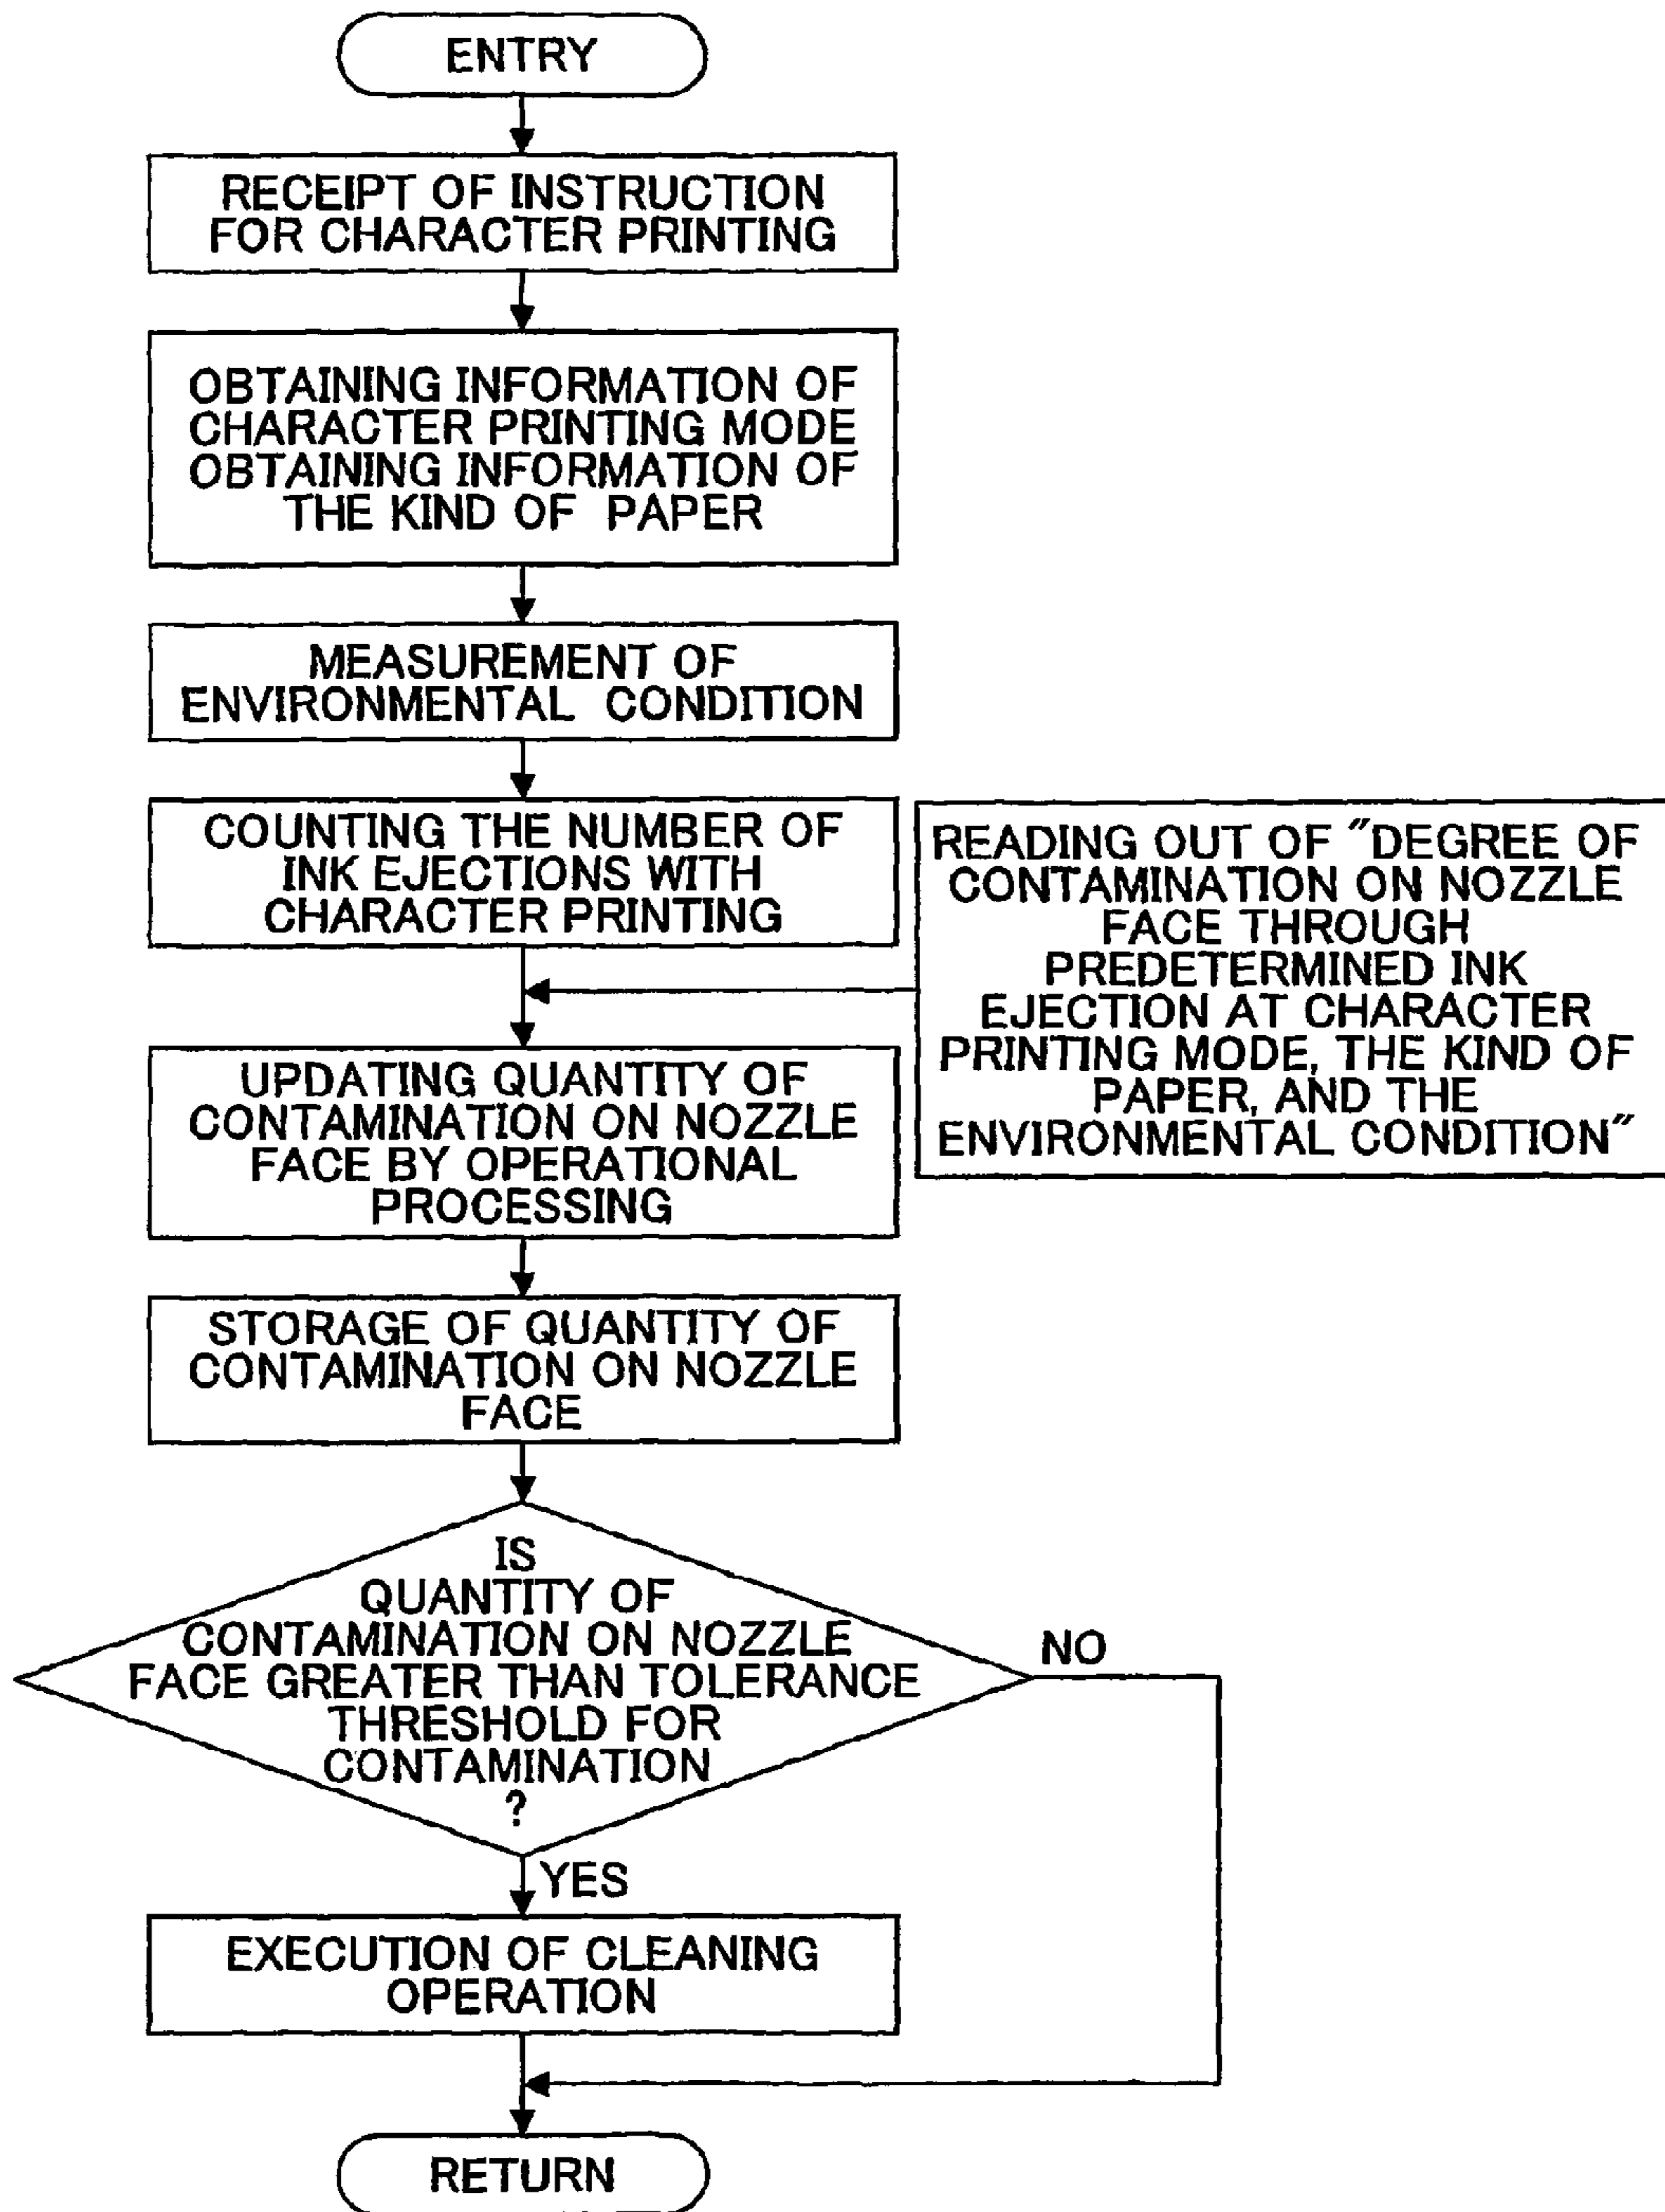 ENTRY
RECEIPT OF INSTRUCTION
FOR CHARACTER PRINTING
OBTAINING INFORMATION OF
CHARACTER PRINTING MODE
OBTAINING INFORMATION OF
THE KIND OF PAPER
MEASUREMENT OF
ENVIRONMENTAL CONDITION
COUNTING THE NUMBER OF
INK EJECTIONS WITH
CHARACTER PRINTING
READING OUT OF "DEGREE OF
CONTAMINATION ON NOZZLE
FACE THROUGH
PREDETERMINED INK
EJECTION AT CHARACTER
PRINTING MODE, THE KIND OF
PAPER, AND THE
ENVIRONMENTAL CONDITION"
UPDATING QUANTITY OF
CONTAMINATION ON NOZZLE
FACE BY OPERATIONAL
PROCESSING
STORAGE OF QUANTITY OF
CONTAMINATION ON NOZZLE
FACE
IS
QUANTITY OF
CONTAMINATION ON NOZZLE
FACE GREATER THAN TOLERANCE
THRESHOLD FOR
CONTAMINATION
?
NO
YES
EXECUTION OF CLEANING
OPERATION
RETURN